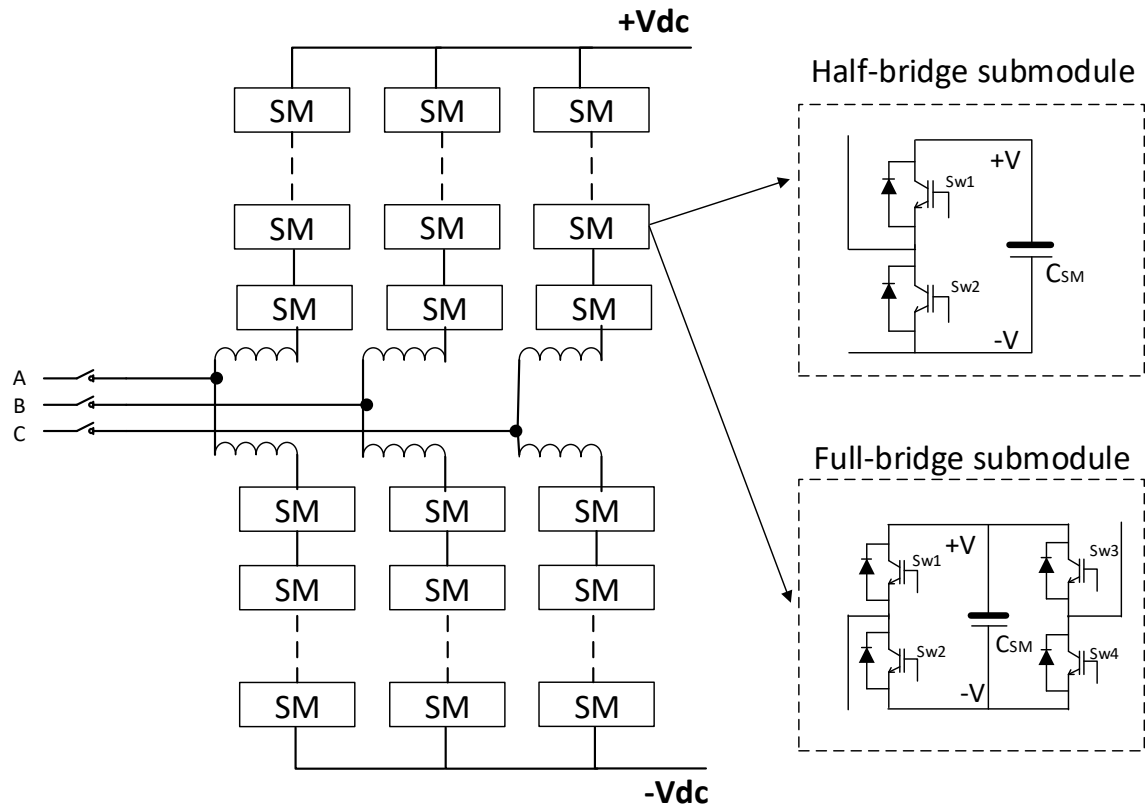 +Vdc
SM SM SM
SM SM SM
SM SM SM
A
B
C
SM SM SM
SM SM SM
SM SM SM
-Vdc
Half-bridge submodule
+V
Sw1
CSM
Sw2
-V
Full-bridge submodule
+V
Sw1
Sw3
CSM
Sw2
Sw4
-V